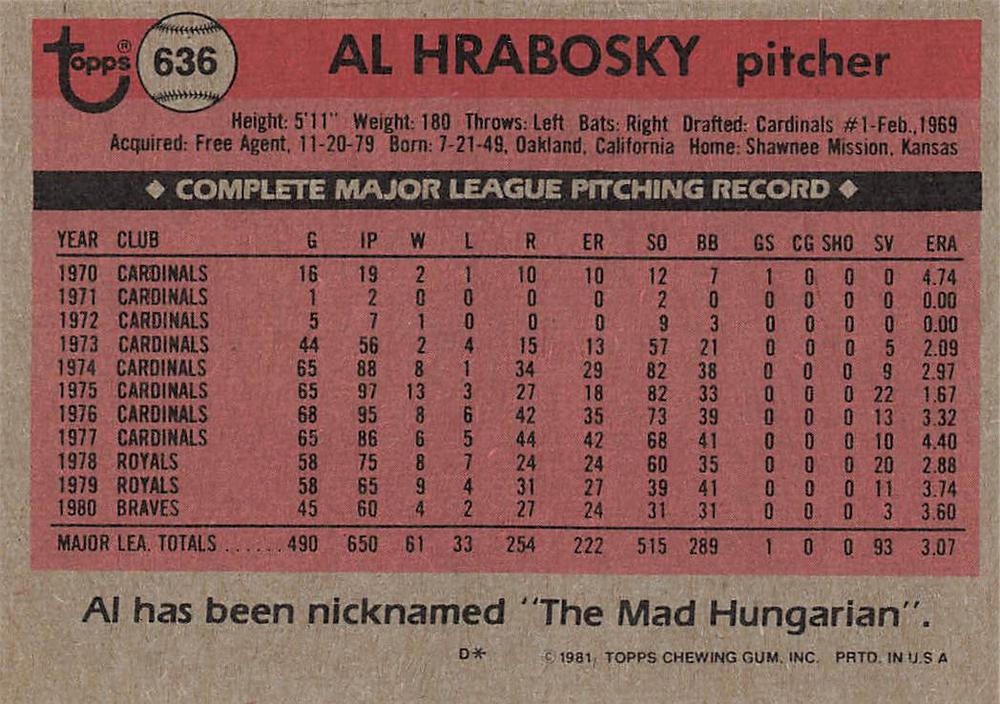 topps® 636 AL HRABOSKY pitcher
Height: 5'11" Weight: 180 Throws: Left Bats: Right Drafted: Cardinals #1-Feb.,1969
Acquired: Free Agent, 11-20-79 Born: 7-21-49, Oakland, California Home: Shawnee Mission, Kansas
◆ COMPLETE MAJOR LEAGUE PITCHING RECORD ◆
YEAR CLUB G IP W L R ER SO BB GS CG SHO SV ERA
1970 CARDINALS 16 19 2 1 10 10 12 7 1 0 0 0 4.74
1971 CARDINALS 1 2 0 0 0 0 2 0 0 0 0 0 0.00
1972 CARDINALS 5 7 1 0 0 0 9 3 0 0 0 0 0.00
1973 CARDINALS 44 56 2 4 15 13 57 21 0 0 0 5 2.09
1974 CARDINALS 65 88 8 1 34 29 82 38 0 0 0 9 2.97
1975 CARDINALS 65 97 13 3 27 18 82 33 0 0 0 22 1.67
1976 CARDINALS 68 95 8 6 42 35 73 39 0 0 0 13 3.32
1977 CARDINALS 65 86 6 5 44 42 68 41 0 0 0 10 4.40
1978 ROYALS 58 75 8 7 24 24 60 35 0 0 0 20 2.88
1979 ROYALS 58 65 9 4 31 27 39 41 0 0 0 11 3.74
1980 BRAVES 45 60 4 2 27 24 31 31 0 0 0 3 3.60
MAJOR LEA. TOTALS ......490 650 61 33 254 222 515 289 1 0 0 93 3.07
Al has been nicknamed "The Mad Hungarian".
D* © 1981, TOPPS CHEWING GUM, INC. PRTD. IN U.S A